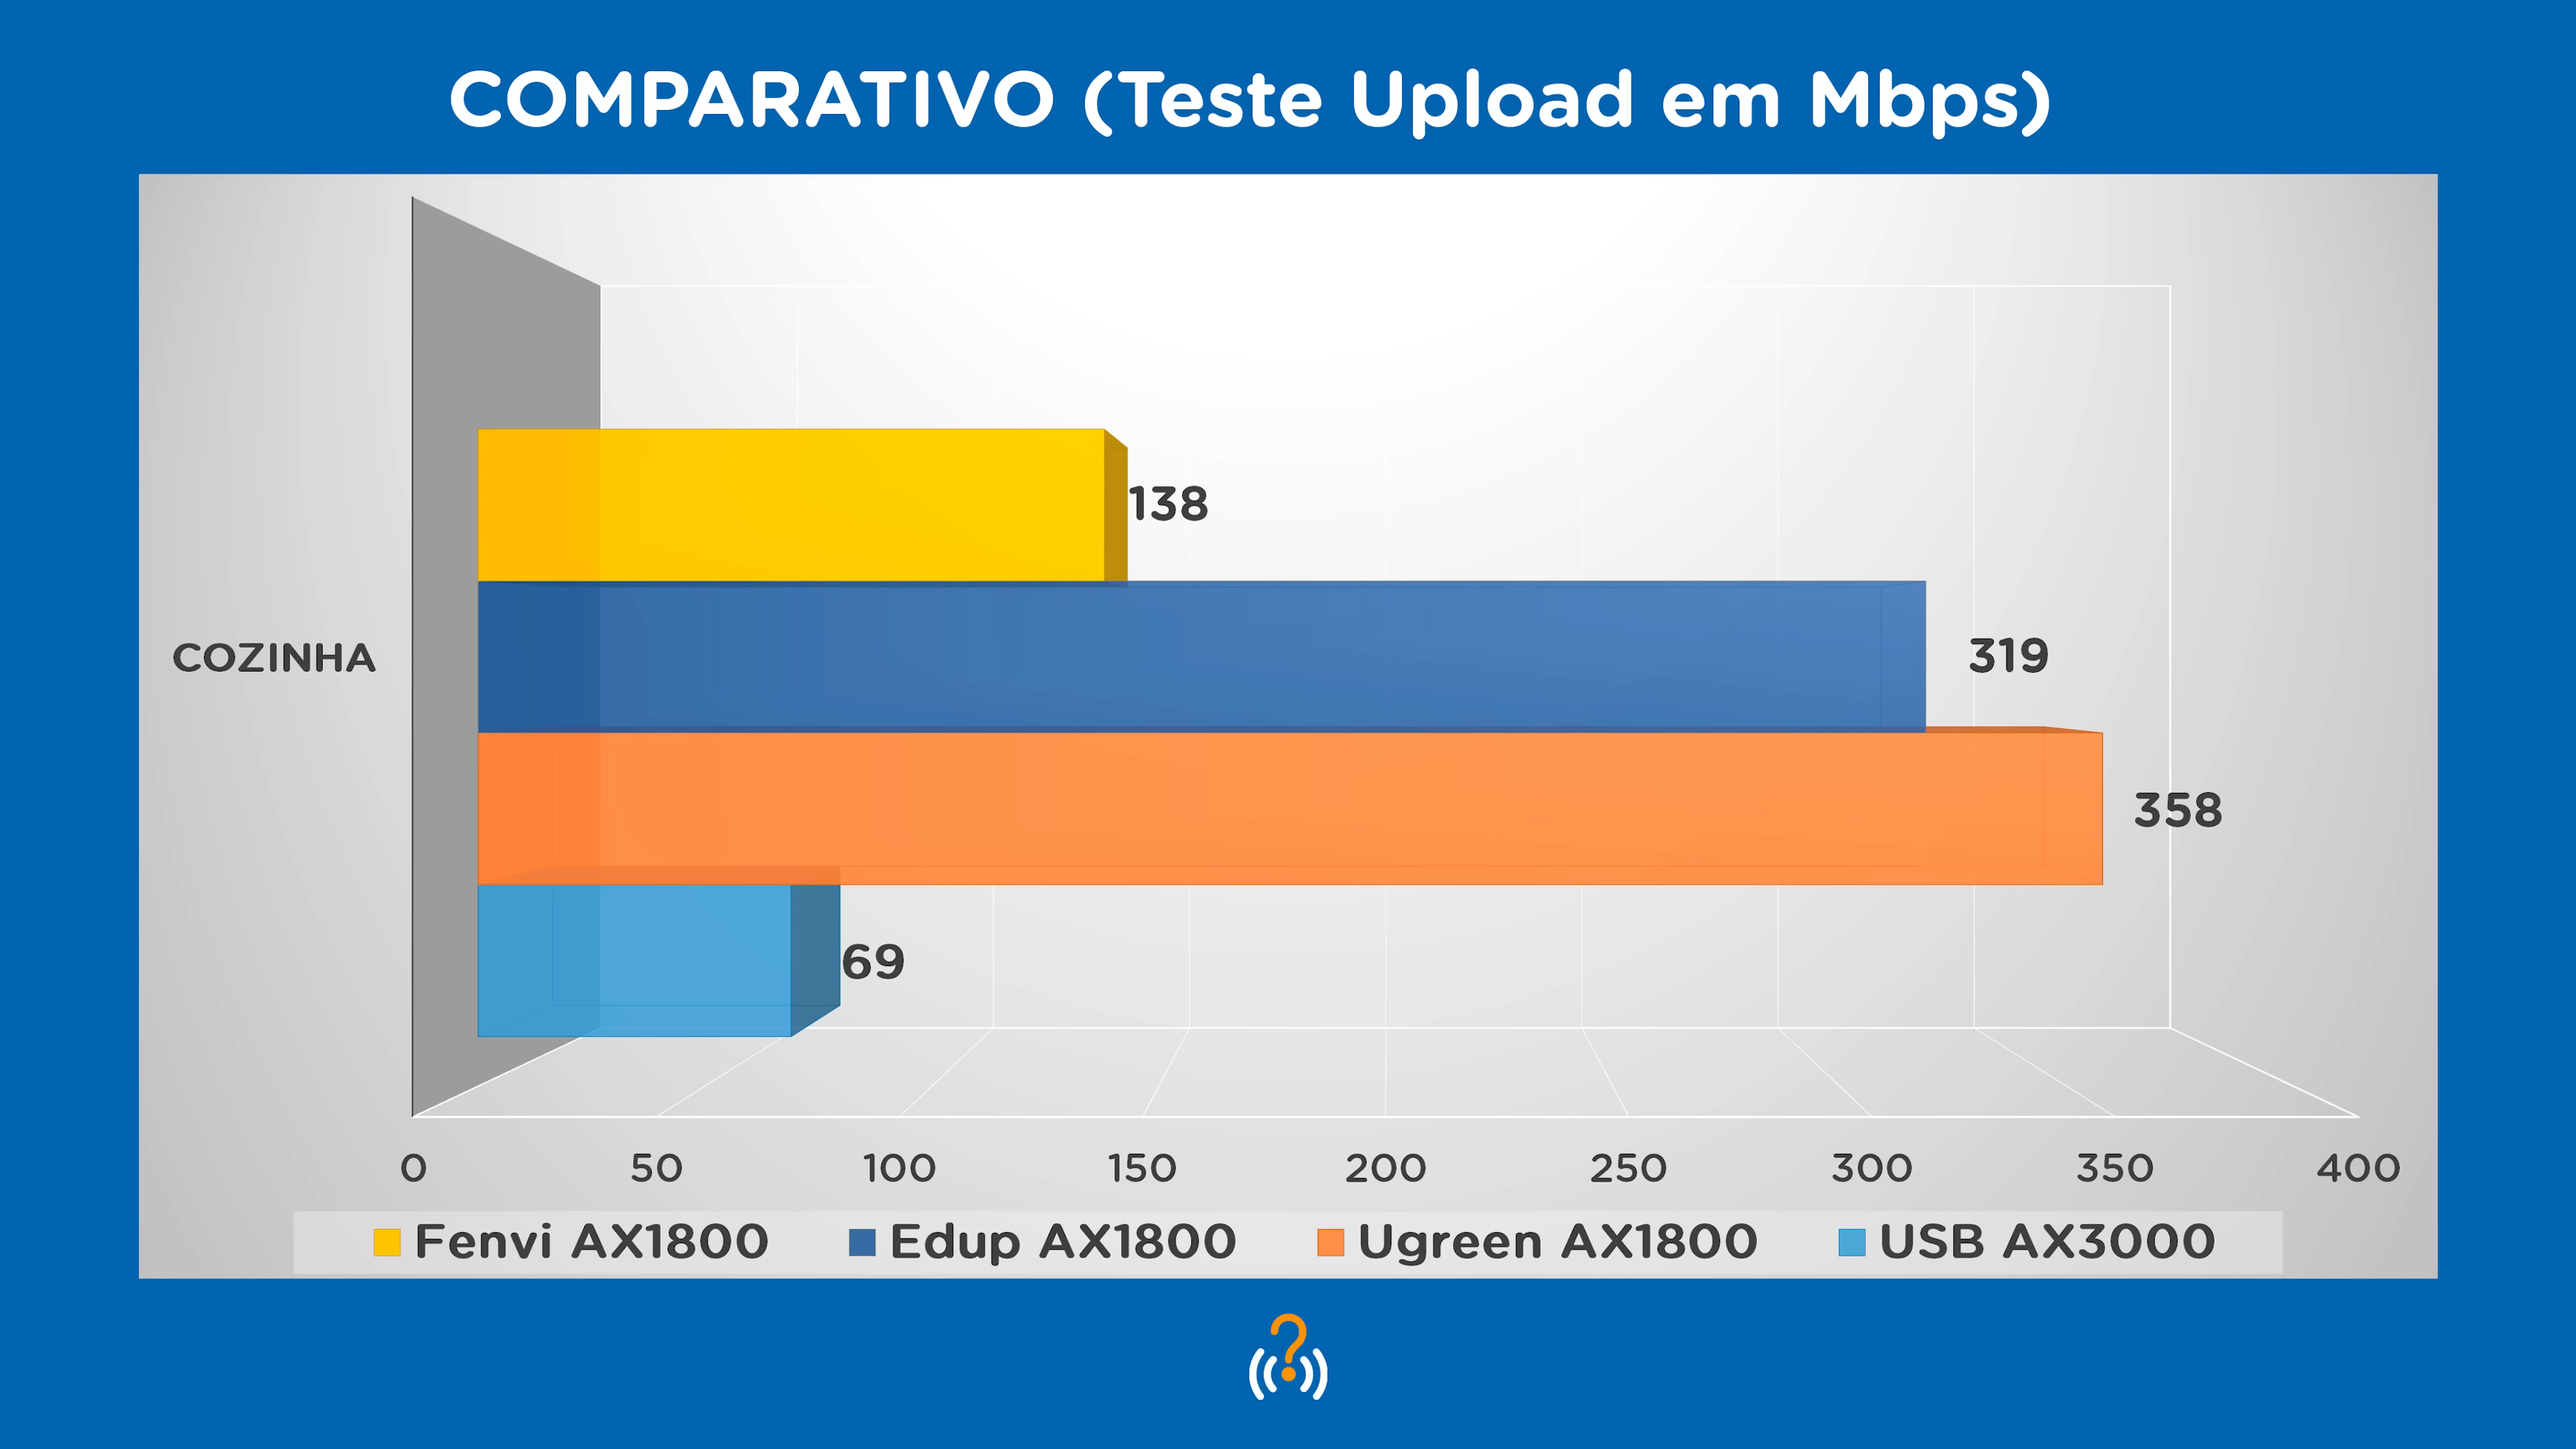 COMPARATIVO (Teste Upload em Mbps)
138
COZINHA
319
358
69
0 50 100 150 200 250 300 350 400
Fenvi AX1800 Edup AX1800 Ugreen AX1800 USB AX3000